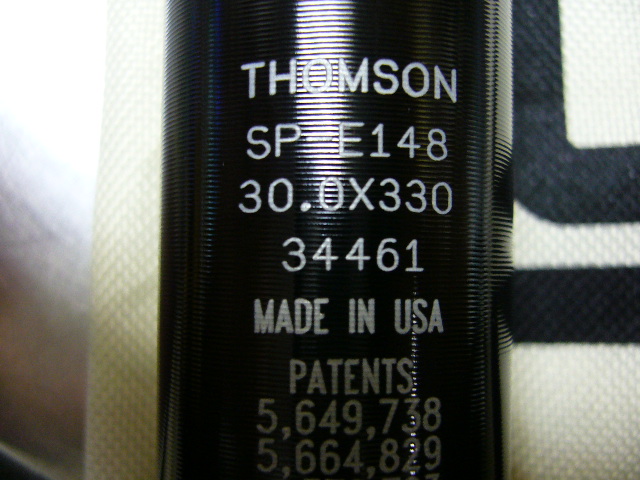 THOMSON
SP-E148
30.0X330
34461
MADE IN USA
PATENTS
5,649,738
5,664,829